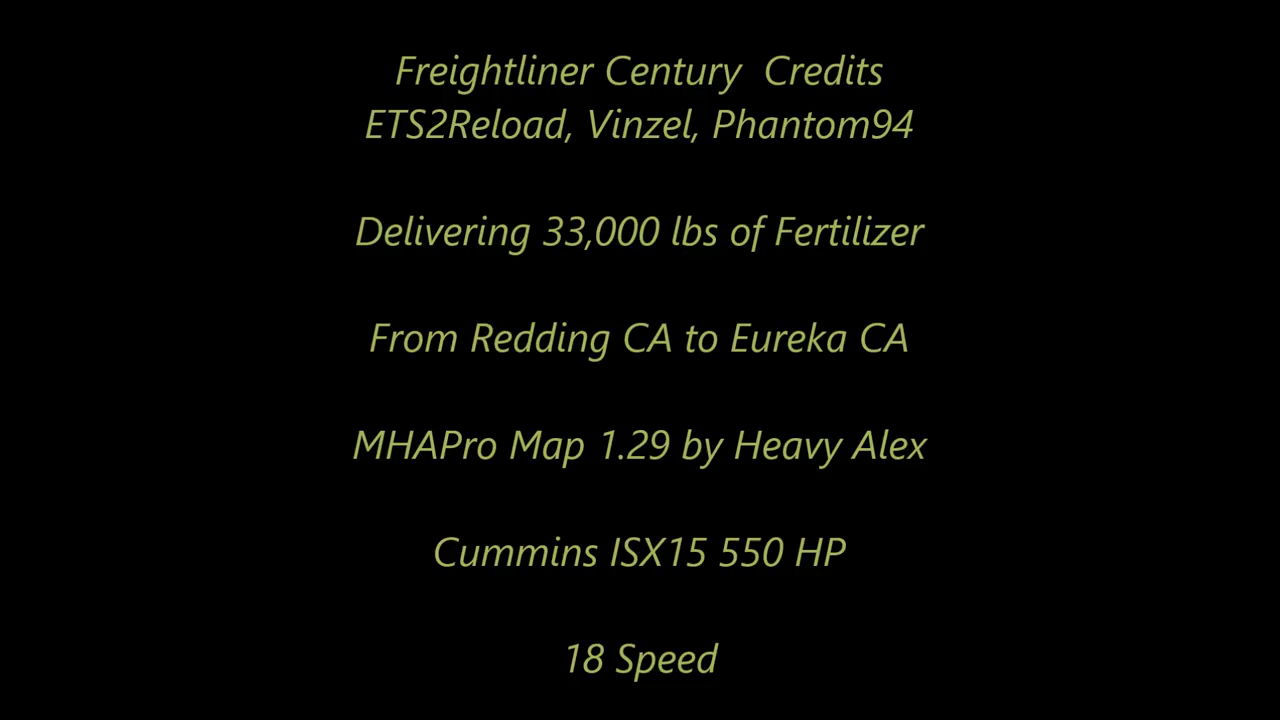 Freightliner Century  Credits
ETS2Reload, Vinzel, Phantom94
Delivering 33,000 lbs of Fertilizer
From Redding CA to Eureka CA
MHAPro Map 1.29 by Heavy Alex
Cummins ISX15 550 HP
18 Speed